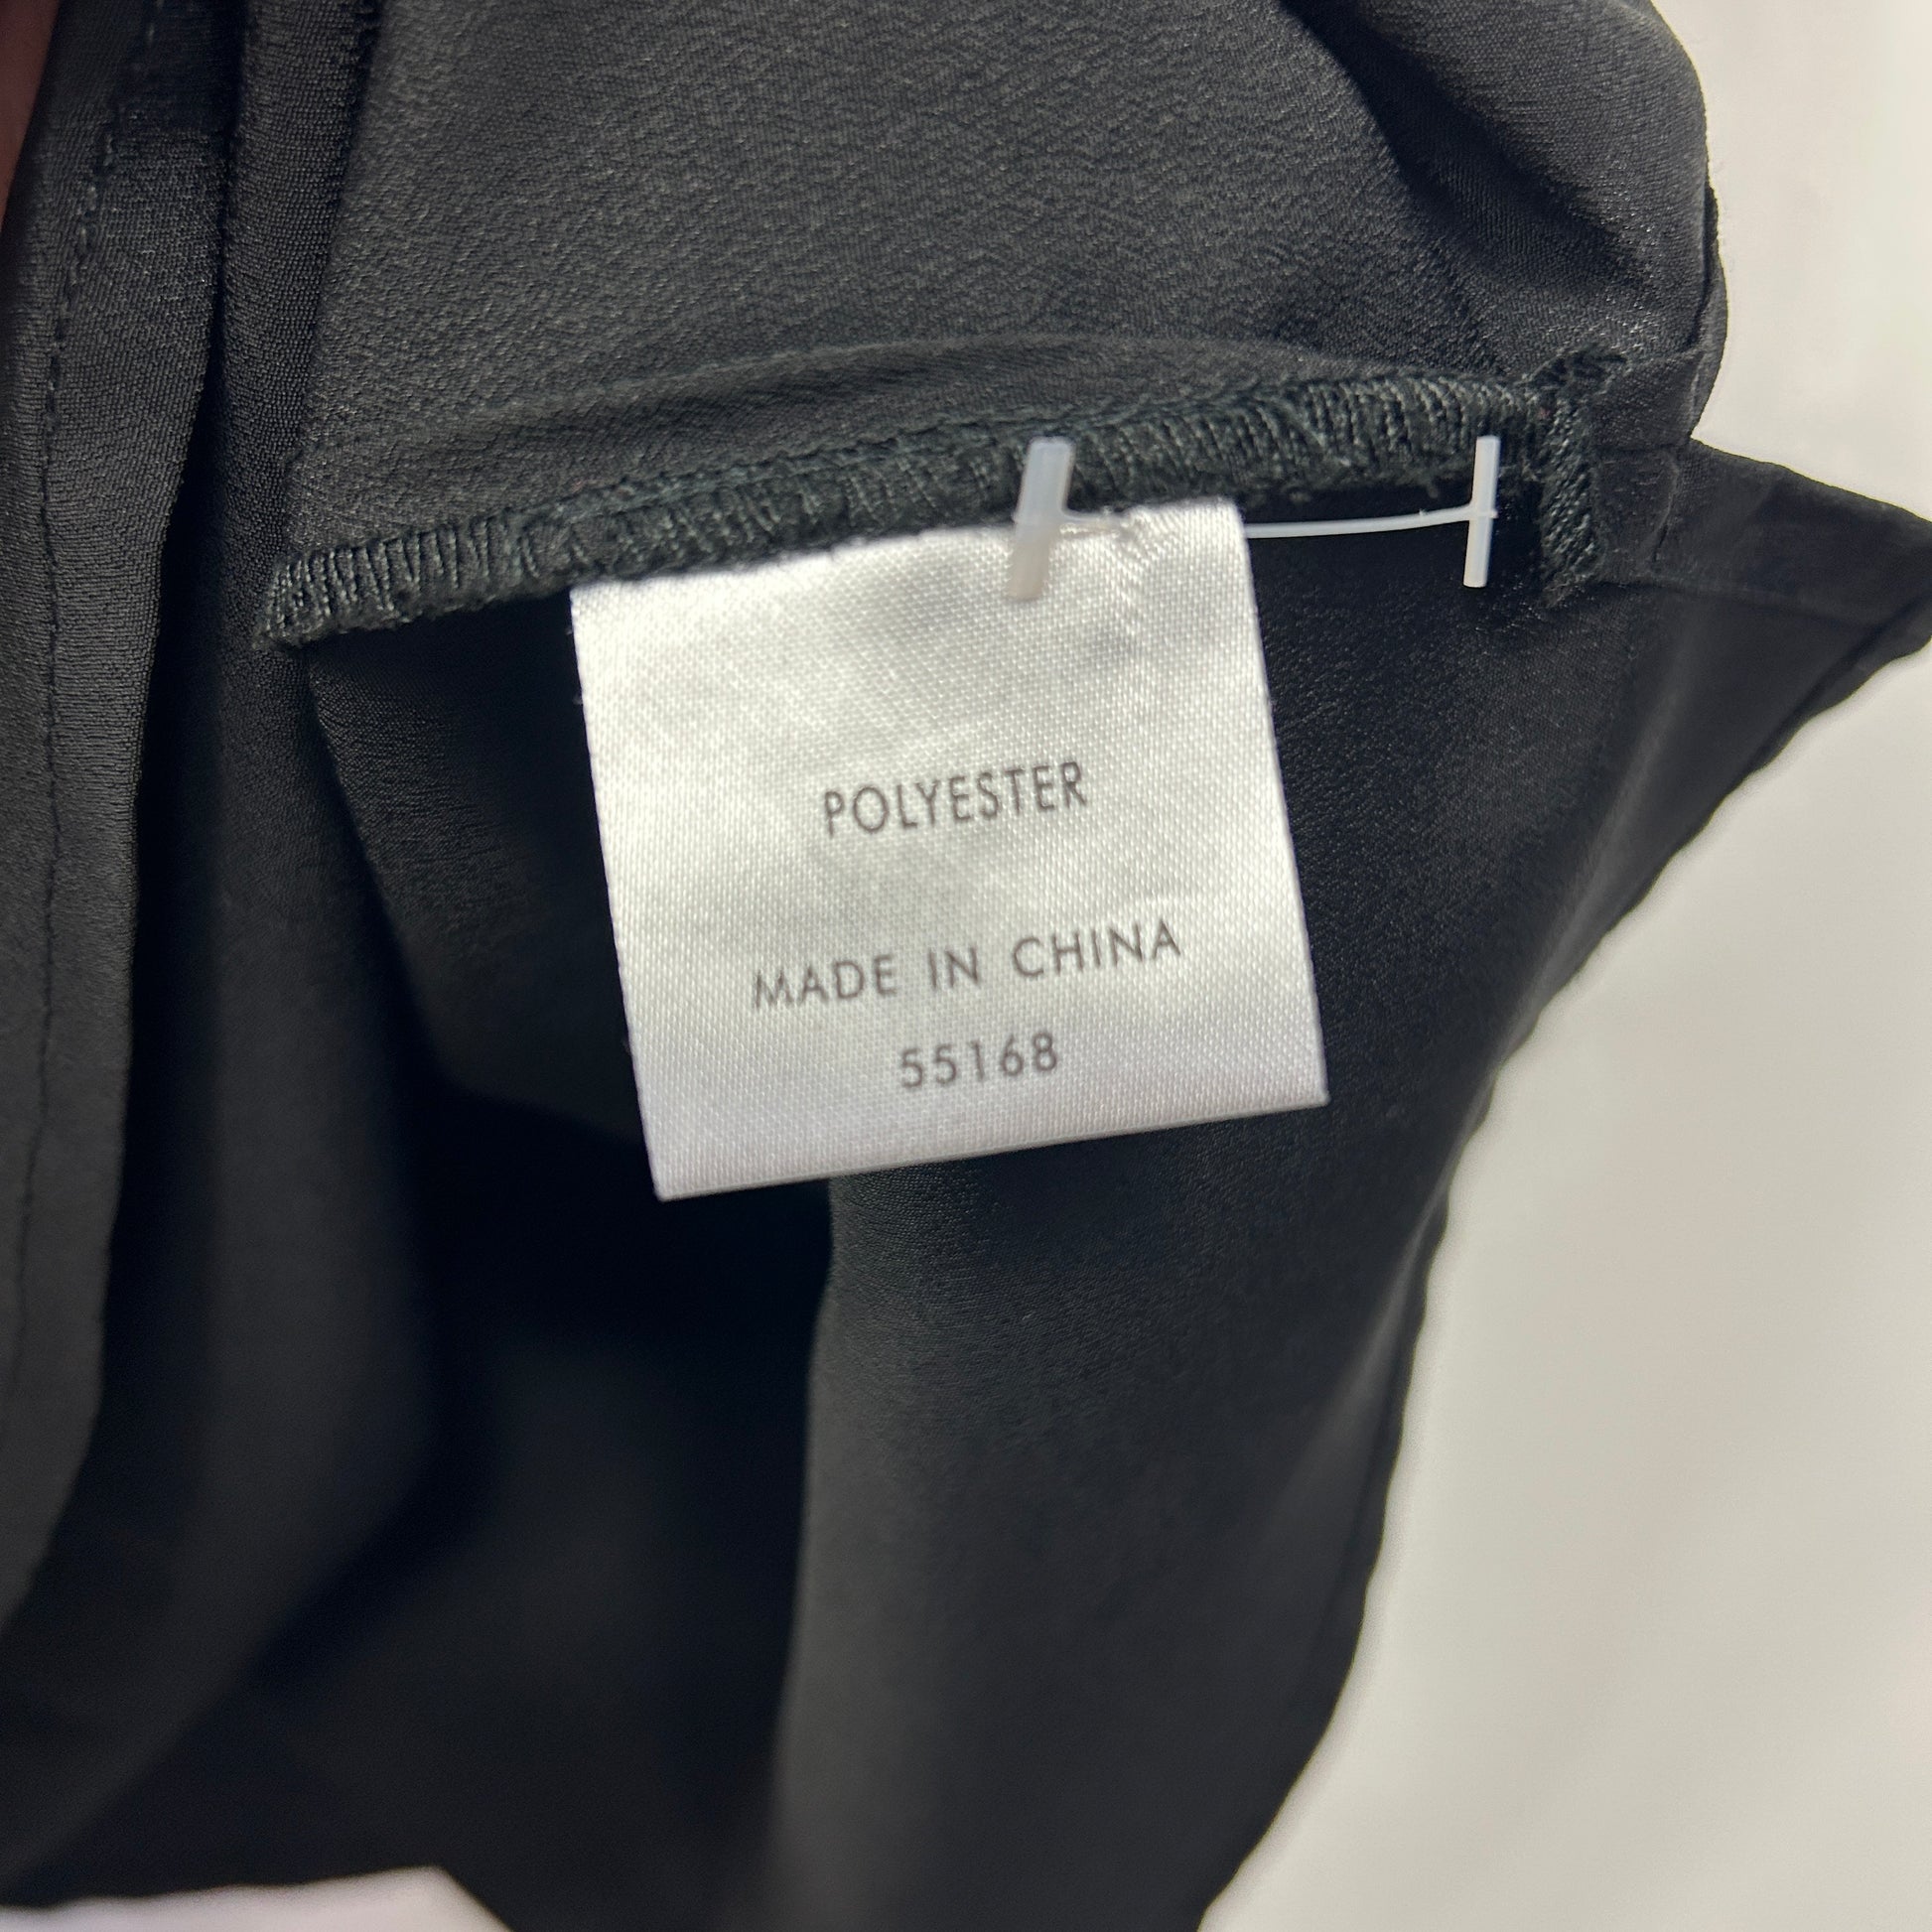 POLYESTER
MADE IN CHINA
55168